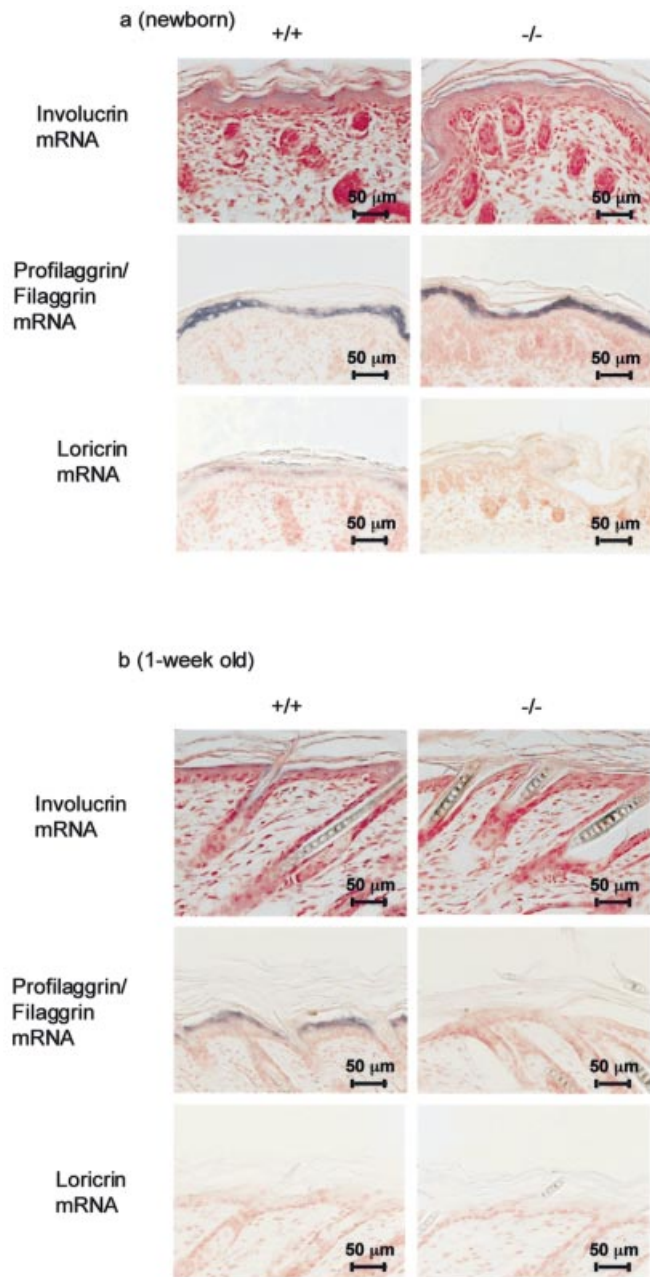 a (newborn)
+/+ -/-
Involucrin
mRNA
50 μm 50 μm
Profilaggrin/
Filaggrin
mRNA
50 μm 50 μm
Loricrin
mRNA
50 μm 50 μm
b (1-week old)
+/+ -/-
Involucrin
mRNA
50 μm 50 μm
Profilaggrin/
Filaggrin
mRNA
50 μm 50 μm
Loricrin
mRNA
50 μm 50 μm